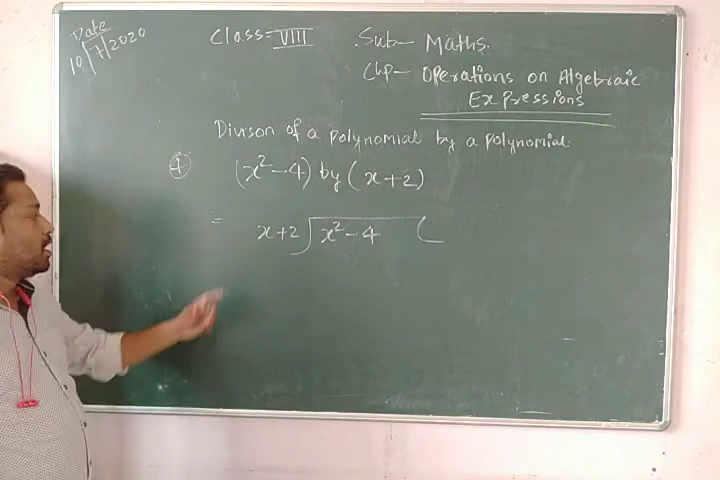 Date
10/7/2020
Class- VIII
Sub- Maths.
Chp- Operations on Algebraic
Expressions
Divison of a polynomial by a polynomial.
④ (x²-4) by (x+2)
= x+2)x²-4(